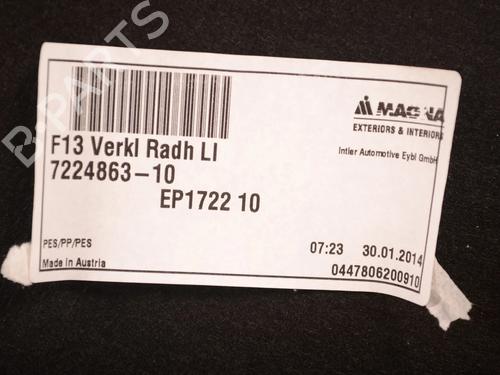 B-PARTS
MAGNA
EXTERIORS & INTERIORS
Intier Automotive Eybl GmbH
F13 Verkl Radh LI
7224863-10
EP1722 10
PES/PP/PES
Made in Austria
07:23 30.01.2014
0447806200910